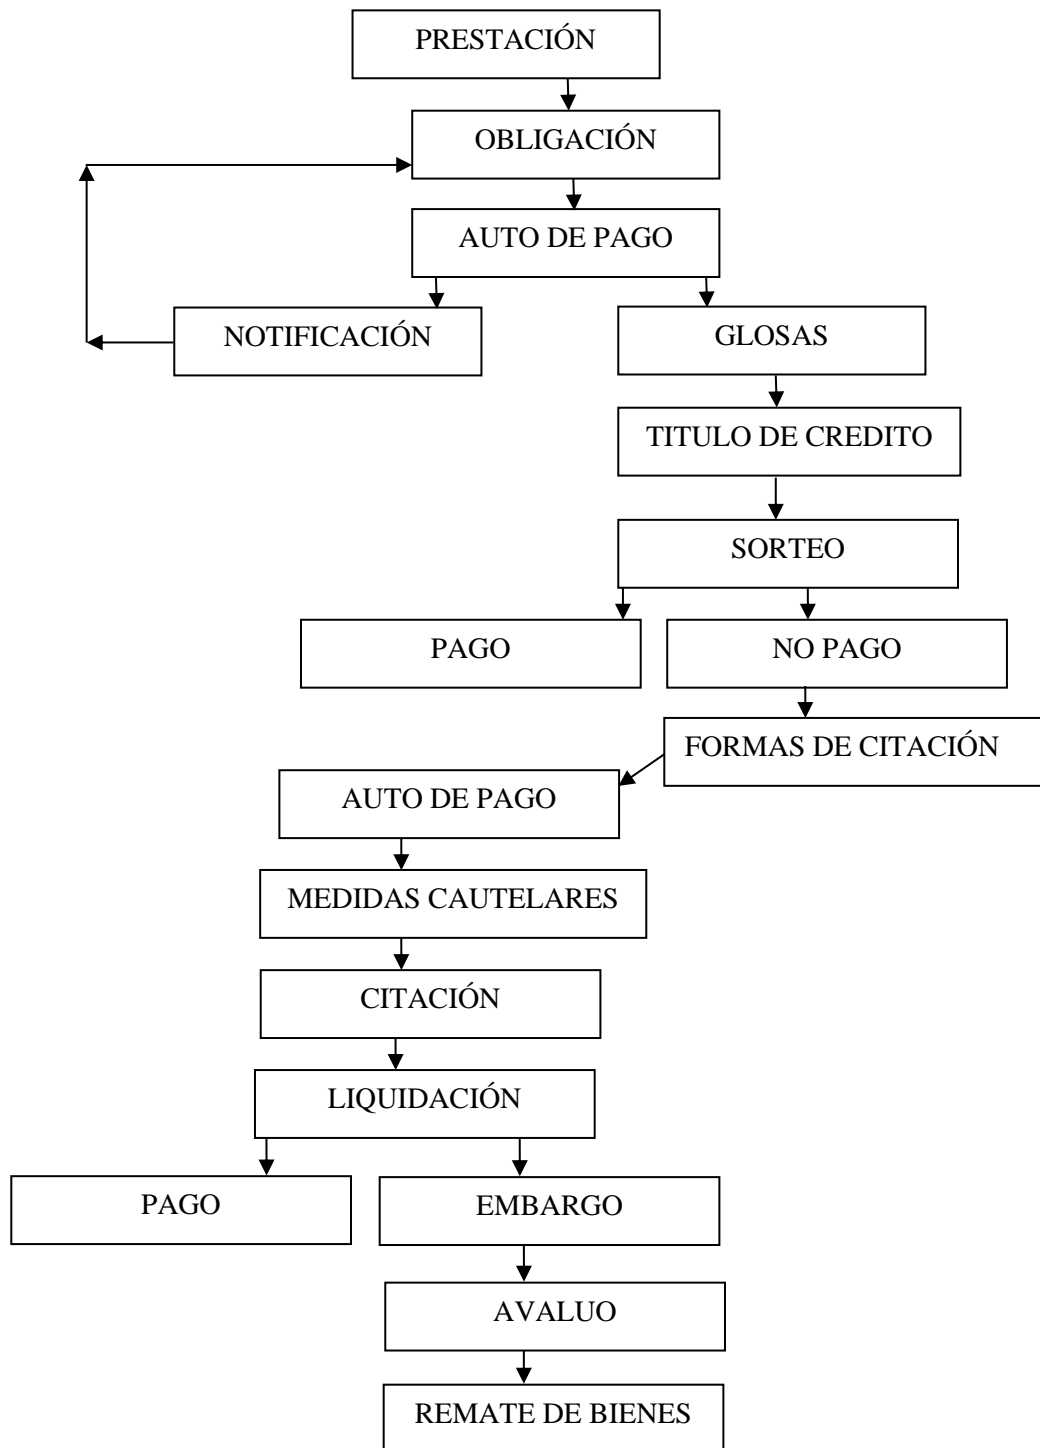 PRESTACIÓN
OBLIGACIÓN
AUTO DE PAGO
NOTIFICACIÓN
GLOSAS
TITULO DE CREDITO
SORTEO
PAGO
NO PAGO
FORMAS DE CITACIÓN
AUTO DE PAGO
MEDIDAS CAUTELARES
CITACIÓN
LIQUIDACIÓN
PAGO
EMBARGO
AVALUO
REMATE DE BIENES